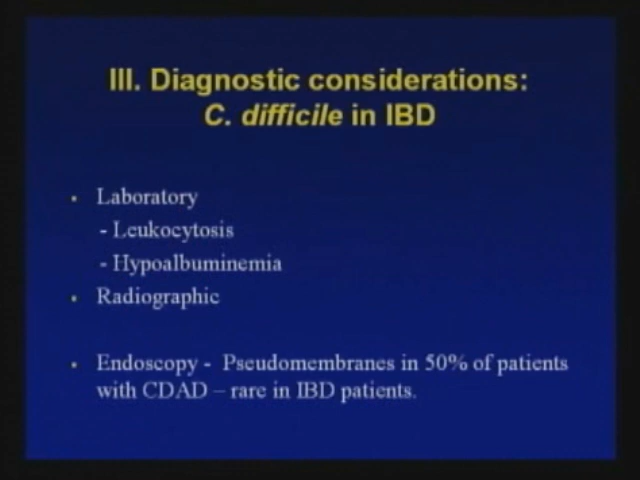 III. Diagnostic considerations:
C. difficile in IBD
• Laboratory
- Leukocytosis
- Hypoalbuminemia
• Radiographic
• Endoscopy - Pseudomembranes in 50% of patients
with CDAD – rare in IBD patients.